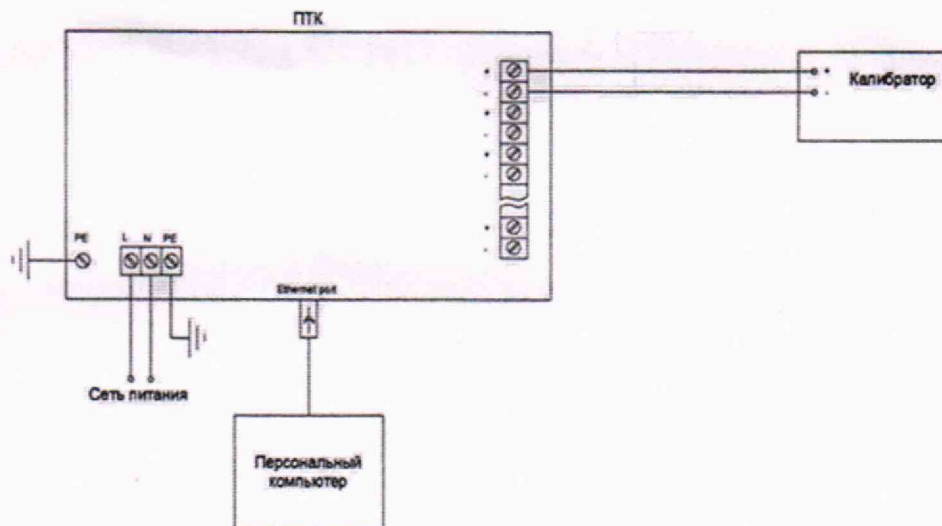 ПТК
+
-
+
-
+
-
+
-
+
-
Калибратор
PE
L N PE
Ethernet port
Сеть питания
Персональный
компьютер